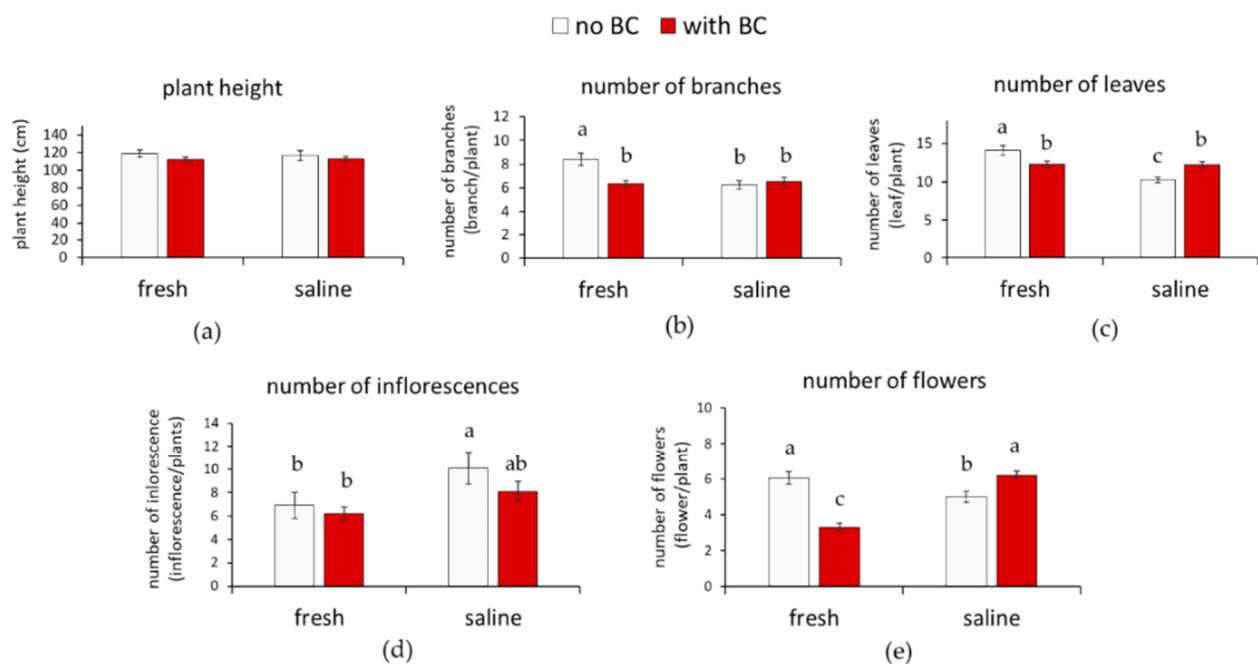 no BC with BC
plant height
plant height (cm)
140
120
100
80
60
40
20
0
fresh saline
(a)
number of branches
number of branches
(branch/plant)
12
10
8
6
4
2
0
a
b
b
b
fresh saline
(b)
number of leaves
number of leaves
(leaf/plant)
15
10
5
0
a
b
c
b
fresh saline
(c)
number of inflorescences
number of inlorescence
(inflorescence/plants)
14
12
10
8
6
4
2
0
b
b
a
ab
fresh saline
(d)
number of flowers
number of flowers
(flower/plant)
10
8
6
4
2
0
a
c
b
a
fresh saline
(e)